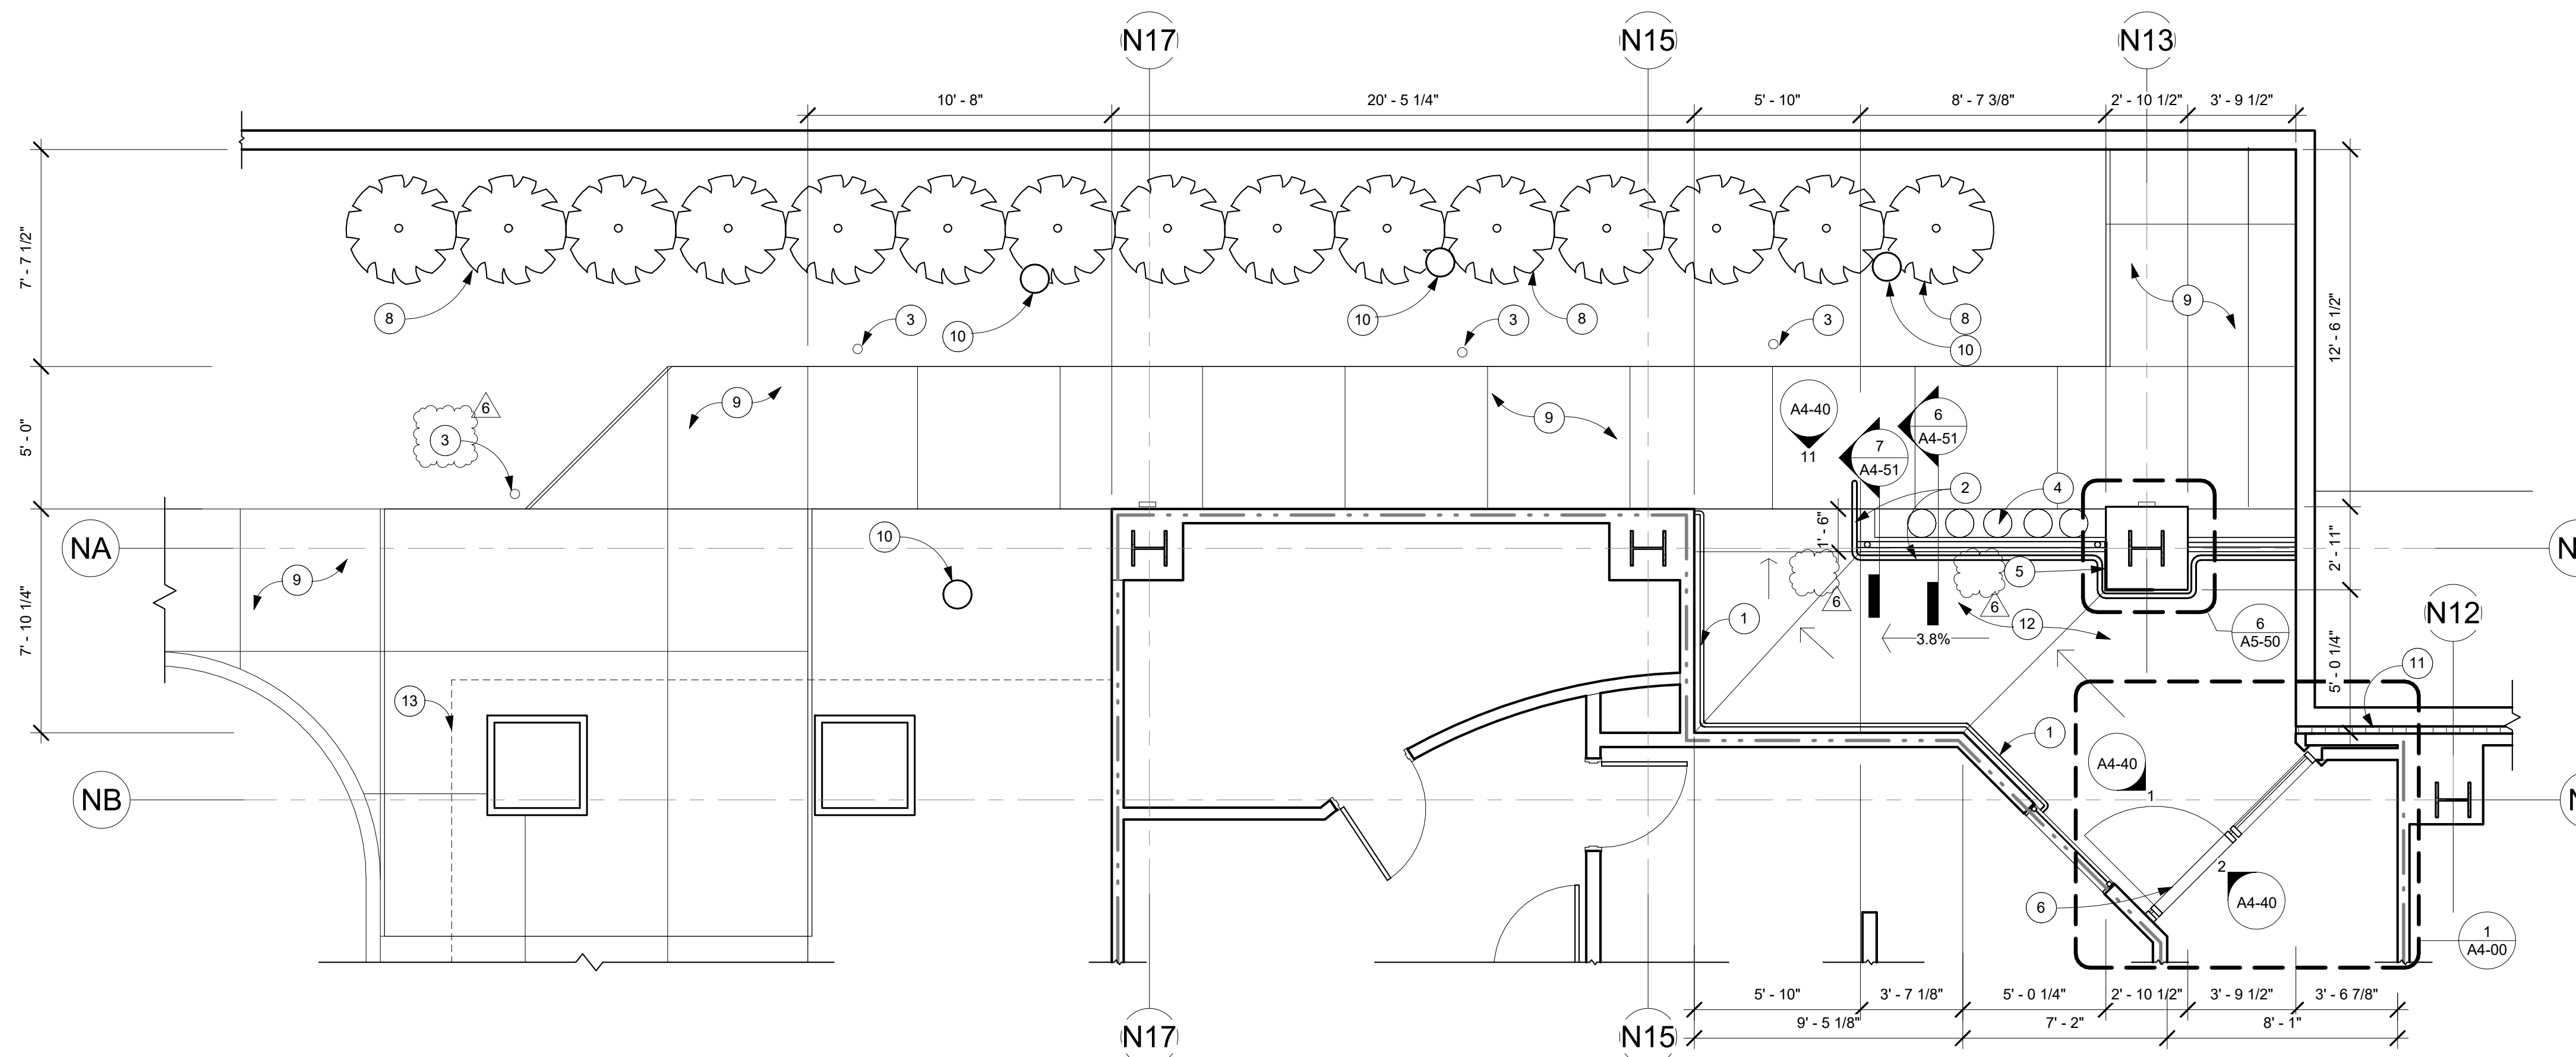 N17
N15
N13
10' - 8"
20' - 5 1/4"
5' - 10"
8' - 7 3/8"
2' - 10 1/2"
3' - 9 1/2"
7' - 7 1/2"
5' - 0"
7' - 10 1/4"
12' - 6 1/2"
2' - 11"
5' - 0 1/4"
8
10
3
10
3
8
3
8
10
9
6
3
9
9
A4-40
11
6
A4-51
7
A4-51
2
4
1' - 6"
NA
9
10
5
N
6
6
1
12
3.8%
6
A5-50
N12
11
13
1
A4-40
1
NB
N
2
6
A4-40
1
A4-00
5' - 10"
3' - 7 1/8"
5' - 0 1/4"
2' - 10 1/2"
3' - 9 1/2"
3' - 6 7/8"
9' - 5 1/8"
7' - 2"
8' - 1"
N17
N15